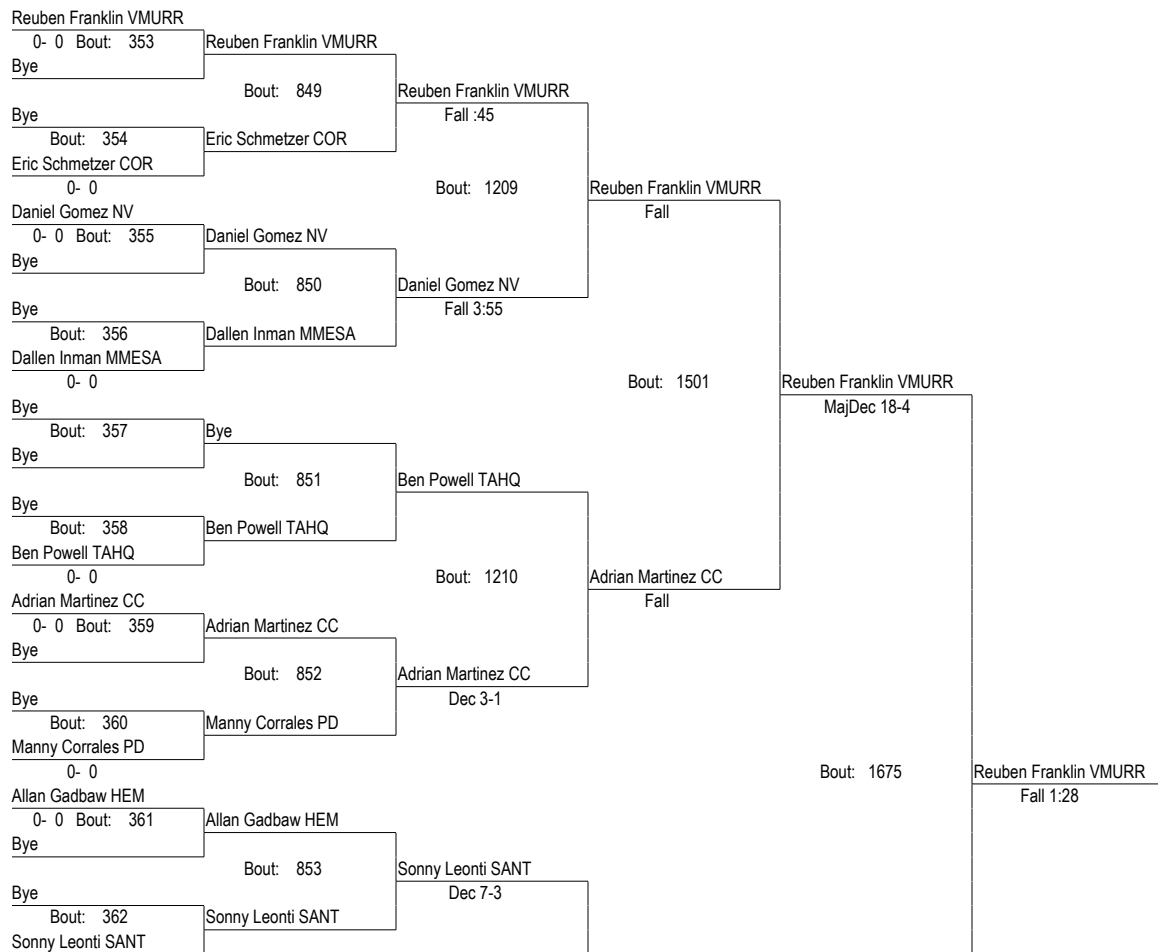 Reuben Franklin VMURR
0- 0 Bout: 353 Reuben Franklin VMURR
Bye
Bout: 849 Reuben Franklin VMURR
Bye Fall :45
Bout: 354 Eric Schmetzer COR
Eric Schmetzer COR
0- 0 Bout: 1209 Reuben Franklin VMURR
Daniel Gomez NV Fall
0- 0 Bout: 355 Daniel Gomez NV
Bye
Bout: 850 Daniel Gomez NV
Bye Fall 3:55
Bout: 356 Dallen Inman MMESA
Dallen Inman MMESA
0- 0 Bout: 1501 Reuben Franklin VMURR
Bye MajDec 18-4
Bout: 357 Bye
Bye
Bout: 851 Ben Powell TAHQ
Bye
Bout: 358 Ben Powell TAHQ
Ben Powell TAHQ
0- 0 Bout: 1210 Adrian Martinez CC
Adrian Martinez CC Fall
0- 0 Bout: 359 Adrian Martinez CC
Bye
Bout: 852 Adrian Martinez CC
Bye Dec 3-1
Bout: 360 Manny Corrales PD
Manny Corrales PD
0- 0 Bout: 1675 Reuben Franklin VMURR
Allan Gadbaw HEM Fall 1:28
0- 0 Bout: 361 Allan Gadbaw HEM
Bye
Bout: 853 Sonny Leonti SANT
Bye Dec 7-3
Bout: 362 Sonny Leonti SANT
Sonny Leonti SANT